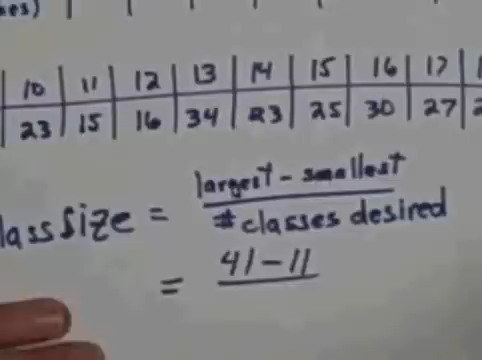 10 11 12 13 14 15 16 17
23 15 16 34 23 25 30 27
largest - smallest
lass size =
# classes desired
= 41 - 11